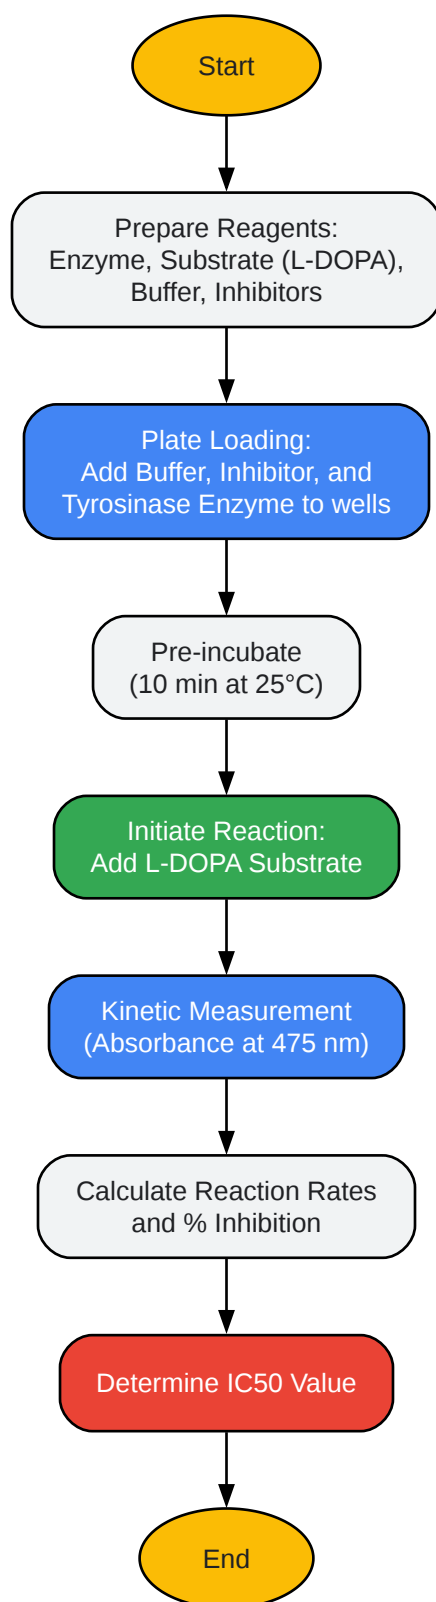 Start
Prepare Reagents:
Enzyme, Substrate (L-DOPA),
Buffer, Inhibitors
Plate Loading:
Add Buffer, Inhibitor, and
Tyrosinase Enzyme to wells
Pre-incubate
(10 min at 25°C)
Initiate Reaction:
Add L-DOPA Substrate
Kinetic Measurement
(Absorbance at 475 nm)
Calculate Reaction Rates
and % Inhibition
Determine IC50 Value
End